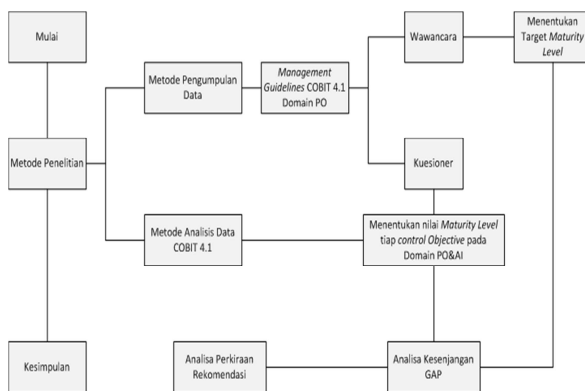 Mulai
Wawancara
Menentukan
Target Maturity
Level
Metode Pengumpulan
Data
Management
Guidelines COBIT 4.1
Domain PO
Metode Penelitian
Kuesioner
Metode Analisis Data
COBIT 4.1
Menentukan nilai Maturity Level
tiap control Objective pada
Domain PO&AI
Kesimpulan
Analisa Perkiraan
Rekomendasi
Analisa Kesenjangan
GAP